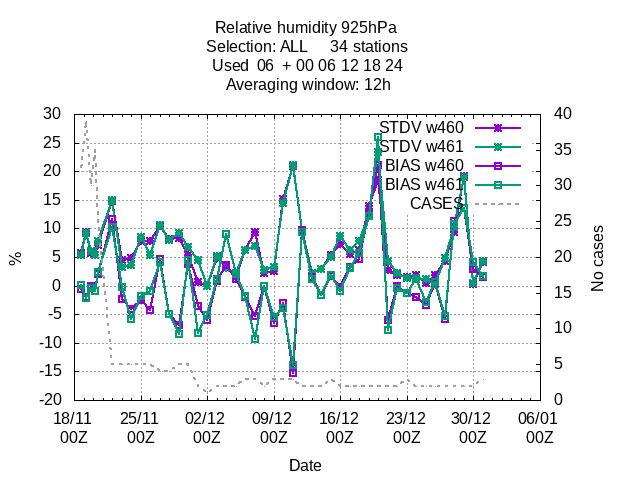 Relative humidity 925hPa
Selection: ALL     34 stations
Used  06  + 00 06 12 18 24
Averaging window: 12h
30
25
20
15
10
5
0
-5
-10
-15
-20
%
40
35
30
25
20
15
10
5
0
No cases
STDV w460
STDV w461
BIAS w460
BIAS w461
CASES
18/11 25/11 02/12 09/12 16/12 23/12 30/12 06/01
00Z 00Z 00Z 00Z 00Z 00Z 00Z 00Z
Date